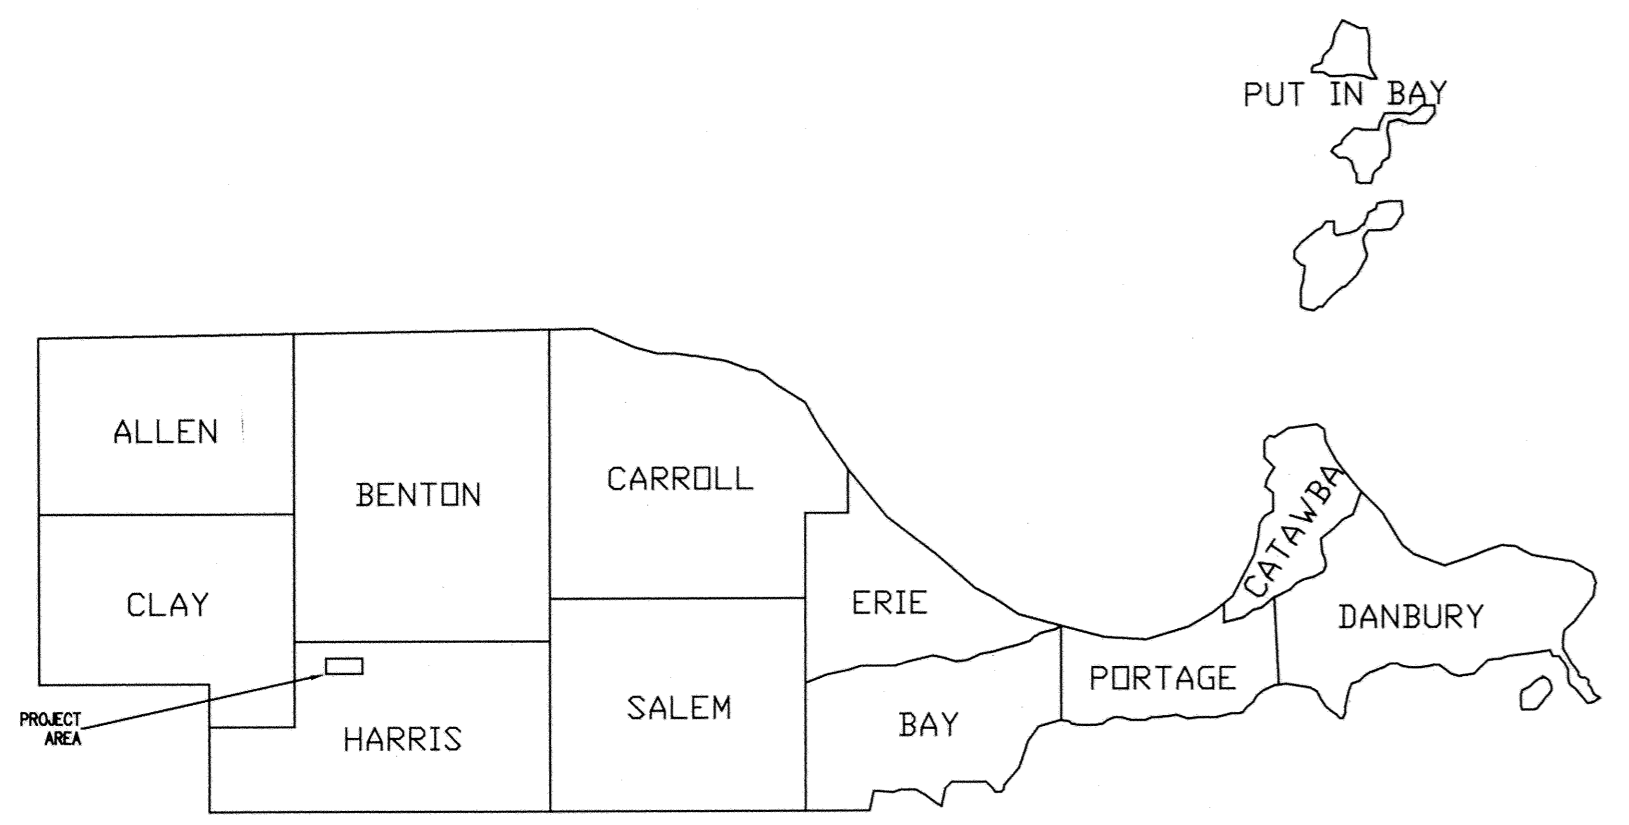 PUT IN BAY
ALLEN
BENTON
CARROLL
CATAWBA
CLAY
ERIE
DANBURY
PORTAGE
SALEM
BAY
HARRIS
PROJECT
AREA